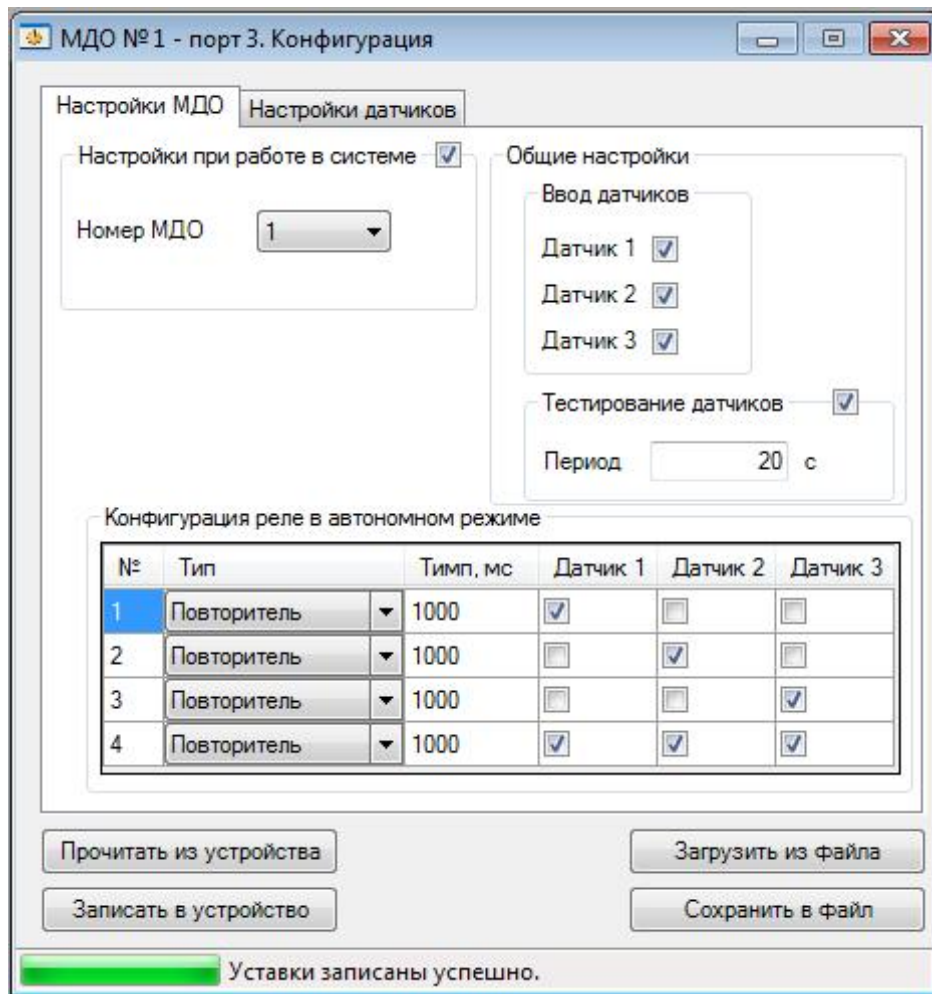 МДО №1 - порт 3. Конфигурация
Настройки МДО
Настройки датчиков
Настройки при работе в системе
Номер МДО
1
Общие настройки
Ввод датчиков
Датчик 1
Датчик 2
Датчик 3
Тестирование датчиков
Период 20 с
Конфигурация реле в автономном режиме
№ Тип Тимп, мс Датчик 1 Датчик 2 Датчик 3
1 Повторитель 1000
2 Повторитель 1000
3 Повторитель 1000
4 Повторитель 1000
Прочитать из устройства
Загрузить из файла
Записать в устройство
Сохранить в файл
Уставки записаны успешно.